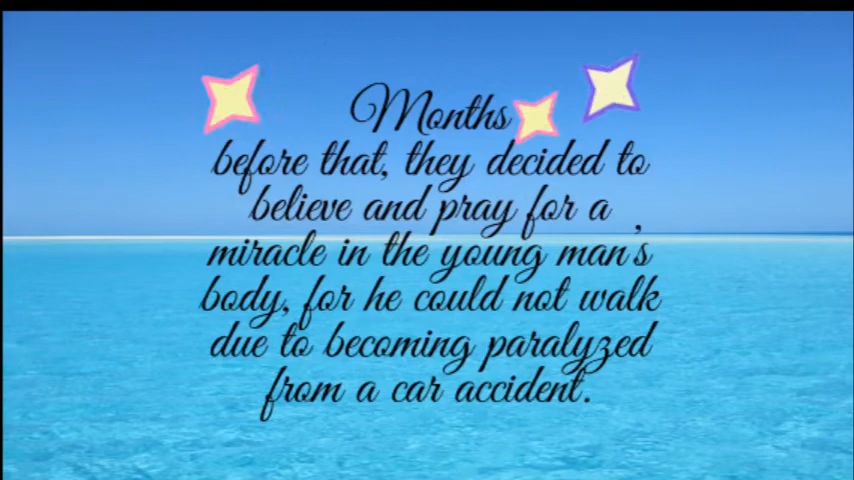 Months
before that, they decided to
believe and pray for a
miracle in the young man's
body, for he could not walk
due to becoming paralyzed
from a car accident.